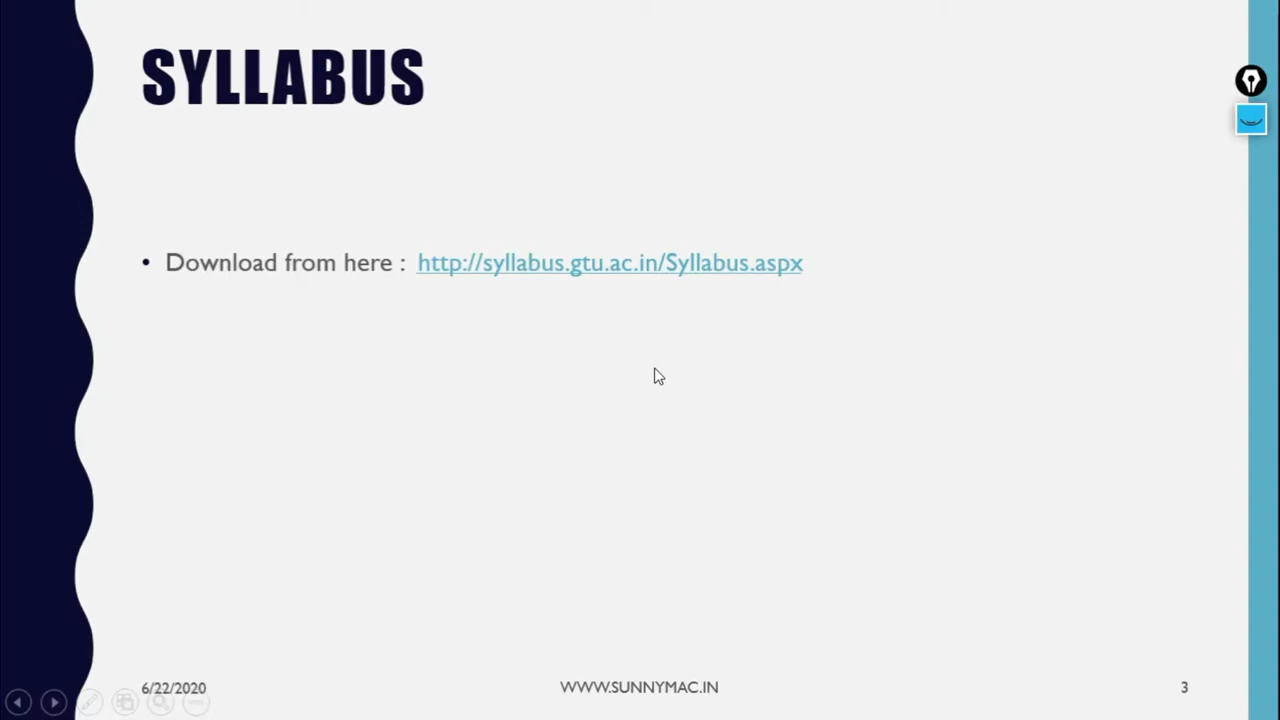 SYLLABUS
• Download from here : http://syllabus.gtu.ac.in/Syllabus.aspx
6/22/2020
WWW.SUNNYMAC.IN
3